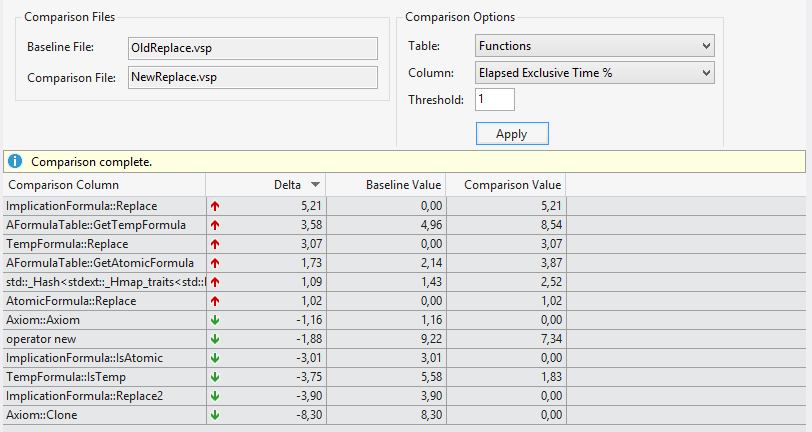 Comparison Files
Baseline File: OldReplace.vsp
Comparison File: NewReplace.vsp
Comparison Options
Table: Functions
Column: Elapsed Exclusive Time %
Threshold: 1
Apply
Comparison complete.
Comparison Column Delta Baseline Value Comparison Value
ImplicationFormula::Replace 5,21 0,00 5,21
AFormulaTable::GetTempFormula 3,58 4,96 8,54
TempFormula::Replace 3,07 0,00 3,07
AFormulaTable::GetAtomicFormula 1,73 2,14 3,87
std::_Hash<stdext::_Hmap_traits<std:: 1,09 1,43 2,52
AtomicFormula::Replace 1,02 0,00 1,02
Axiom::Axiom -1,16 1,16 0,00
operator new -1,88 9,22 7,34
ImplicationFormula::IsAtomic -3,01 3,01 0,00
TempFormula::IsTemp -3,75 5,58 1,83
ImplicationFormula::Replace2 -3,90 3,90 0,00
Axiom::Clone -8,30 8,30 0,00